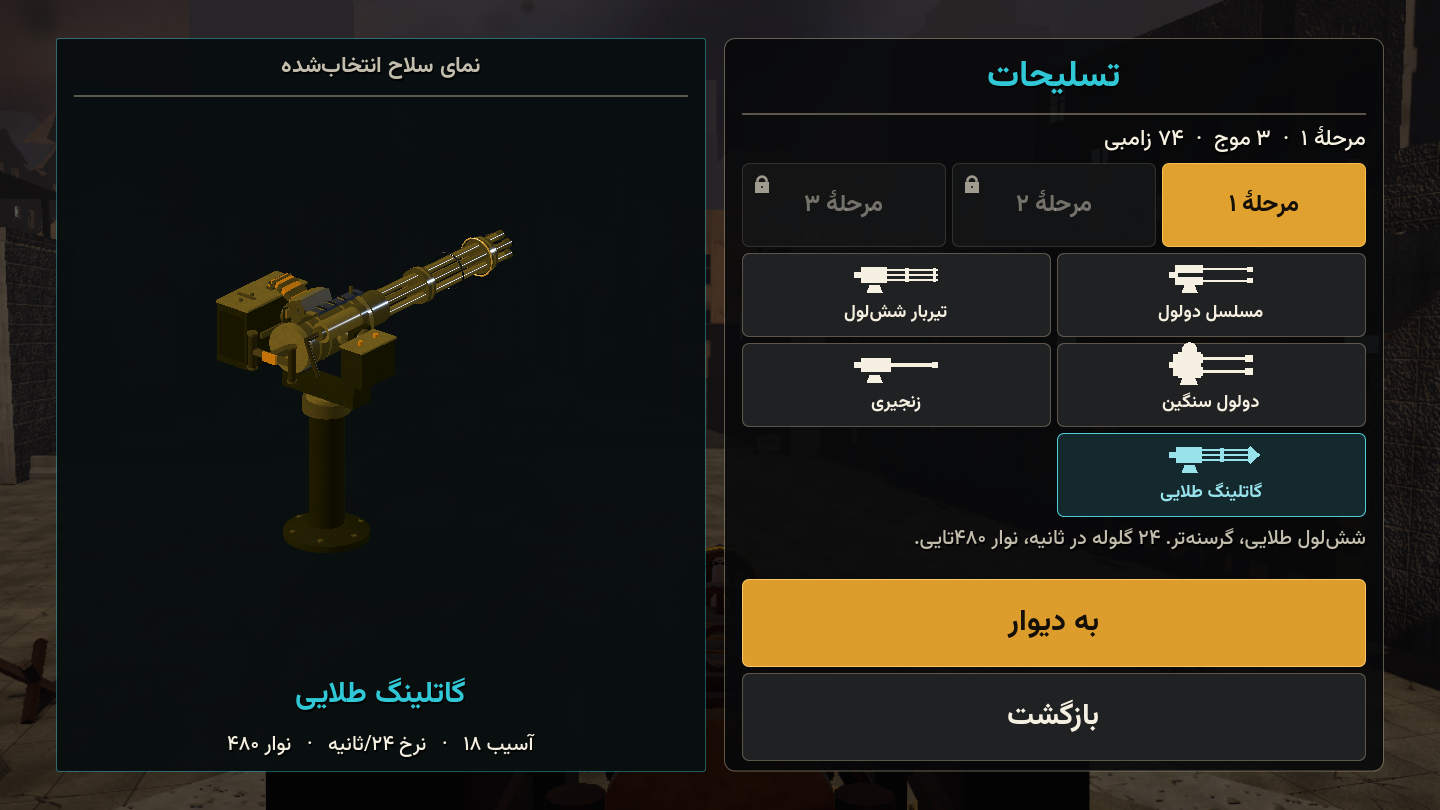 تسلیحات
مرحلهٔ ۱ · ۳ موج · ۷۴ زامبی
مرحلهٔ ۱
مرحلهٔ ۲
مرحلهٔ ۳
مسلسل دولول
تیربار شش‌لول
دولول سنگین
زنجیری
گاتلینگ طلایی
شش‌لول طلایی، گرسنه‌تر. ۲۴ گلوله در ثانیه، نوار ۴۸۰تایی.
به دیوار
بازگشت
نمای سلاح انتخاب‌شده
گاتلینگ طلایی
آسیب ۱۸ · نرخ ۲۴/ثانیه · نوار ۴۸۰